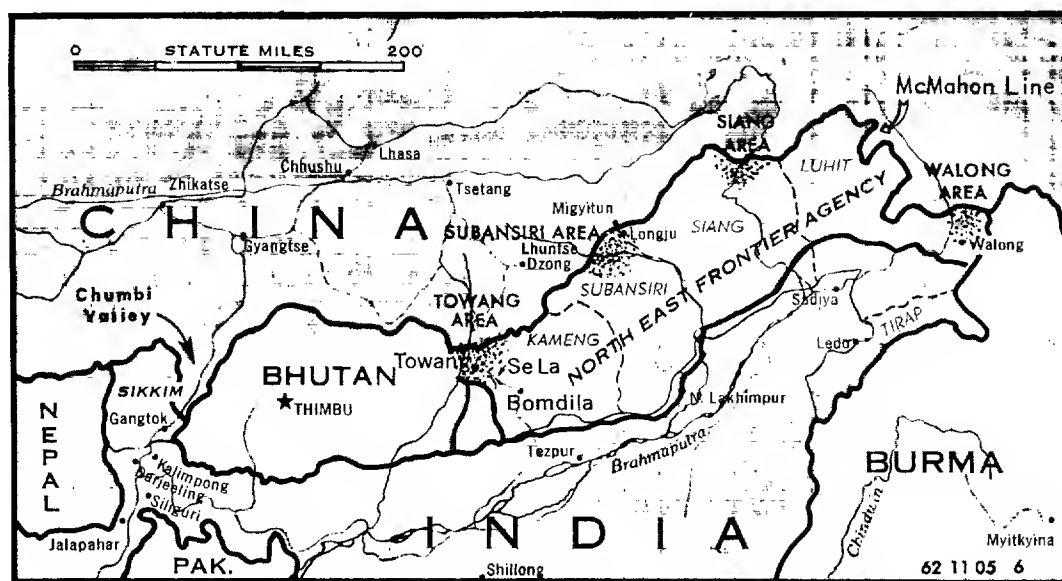 0 STATUTE MILES 200
McMahon Line
SIANG AREA
LUHIT
WALONG AREA
Lhasa
Chhushu
Brahmaputra
Zhikatse
Tsetang
CHINA
Migyitun
Longju
SIANG
Walong
SUBANSIRI AREA
Gyangtse
Lhuntse Dzong
NORTH EAST FRONTIER AGENCY
SUBANSIRI
Sadiya
Chumbi Valley
TOWANG AREA
KAMENG
TIRAP
Ledo
Towang
Se La
BHUTAN
THIMBU
Bomdila
SIKKIM
Gangtok
N. Lakhimpur
NEPAL
Tezpur
Brahmaputra
BURMA
Kalimpong
Darjeeling
Siliguri
INDIA
Chindwin
Jalapahar
Myitkyina
PAK.
Shillong
62 11 05 6